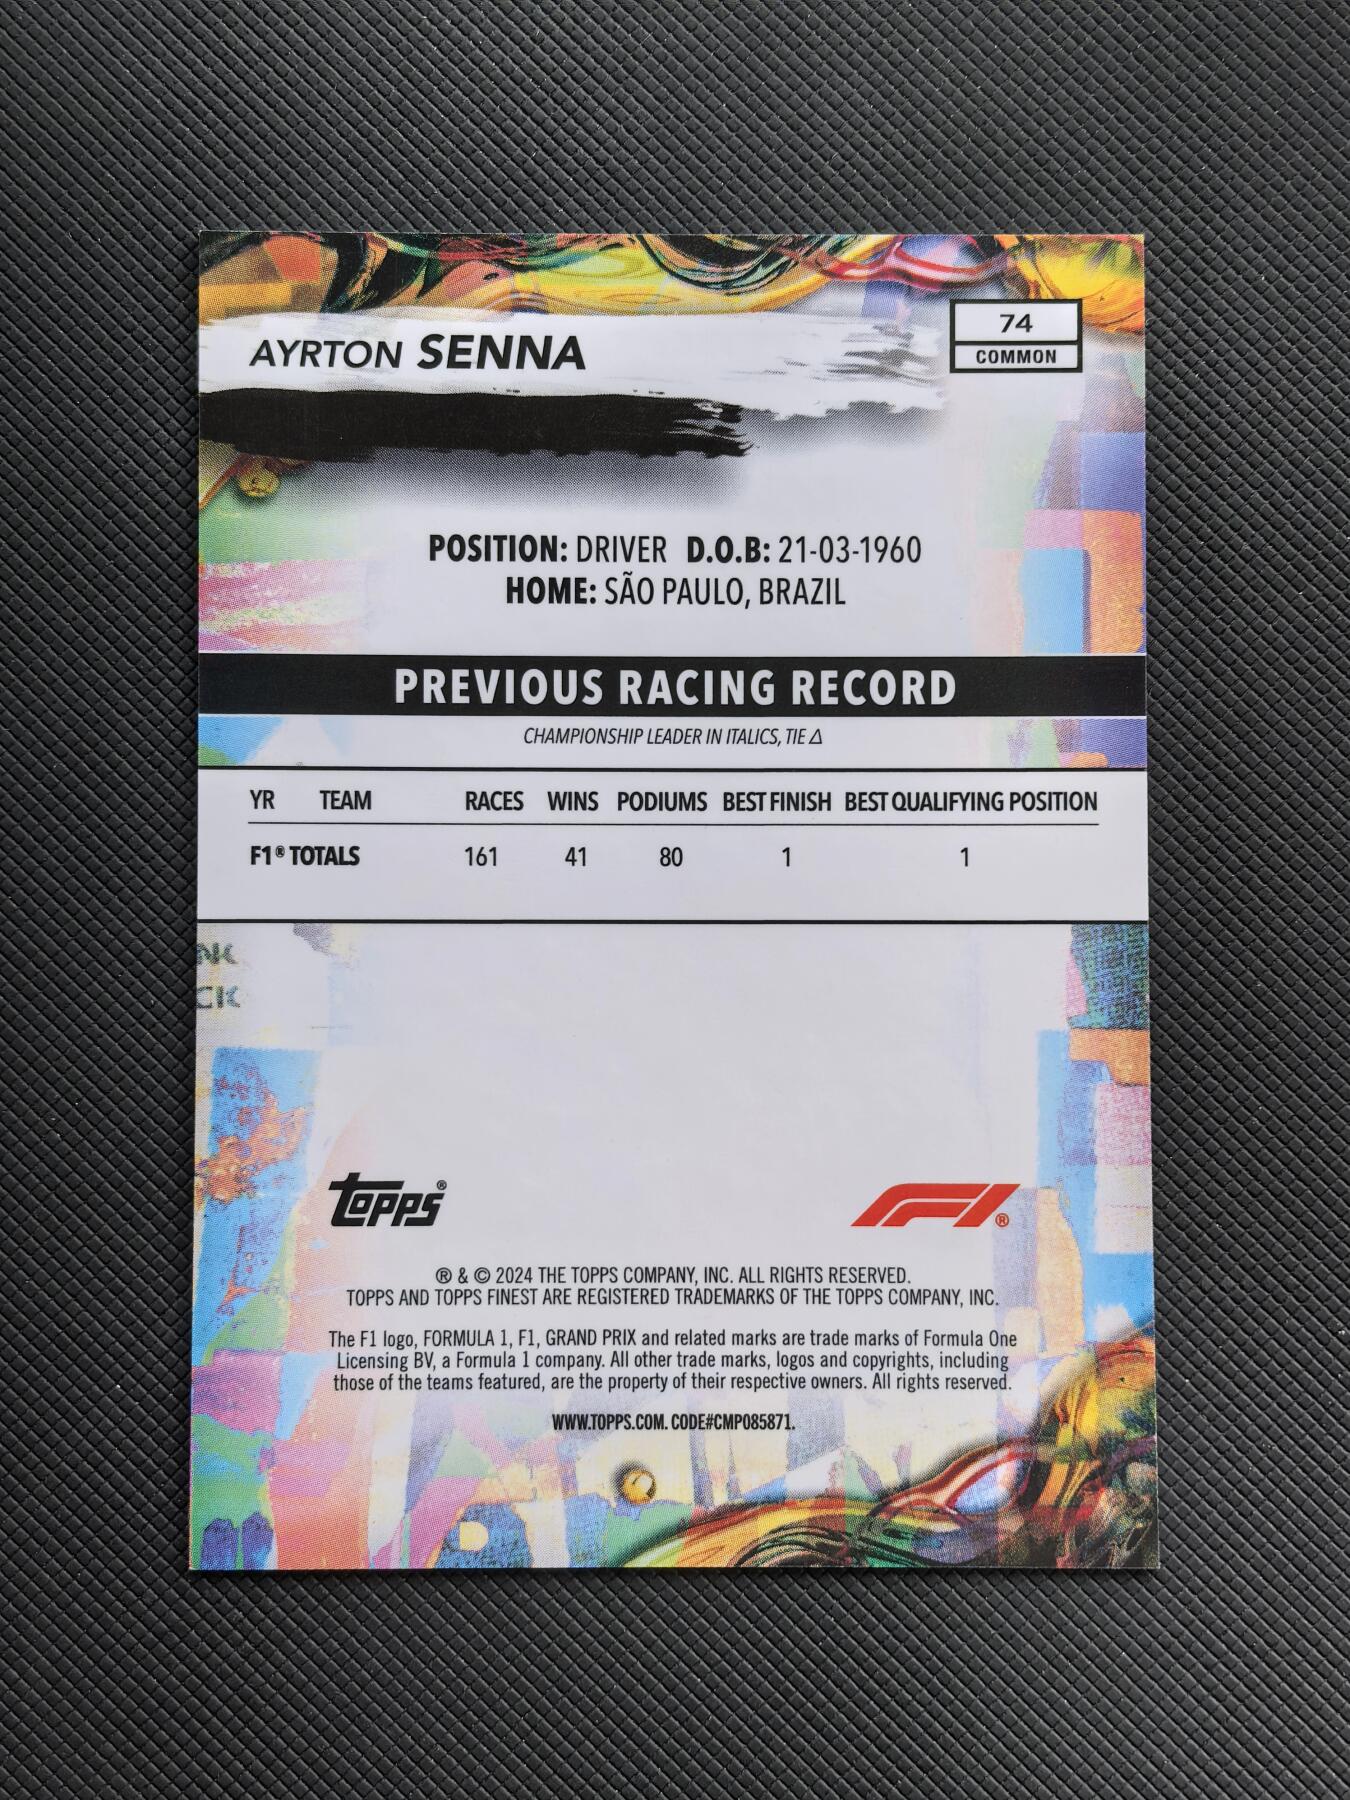 AYRTON SENNA
74
COMMON
POSITION: DRIVER D.O.B: 21-03-1960
HOME: SÃO PAULO, BRAZIL
PREVIOUS RACING RECORD
CHAMPIONSHIP LEADER IN ITALICS, TIE Δ
YR TEAM RACES WINS PODIUMS BEST FINISH BEST QUALIFYING POSITION
F1® TOTALS 161 41 80 1 1
TOPPS®
F1®
® & © 2024 THE TOPPS COMPANY, INC. ALL RIGHTS RESERVED.
TOPPS AND TOPPS FINEST ARE REGISTERED TRADEMARKS OF THE TOPPS COMPANY, INC.
The F1 logo, FORMULA 1, F1, GRAND PRIX and related marks are trade marks of Formula One
Licensing BV, a Formula 1 company. All other trade marks, logos and copyrights, including
those of the teams featured, are the property of their respective owners. All rights reserved.
WWW.TOPPS.COM. CODE#CMP085871.